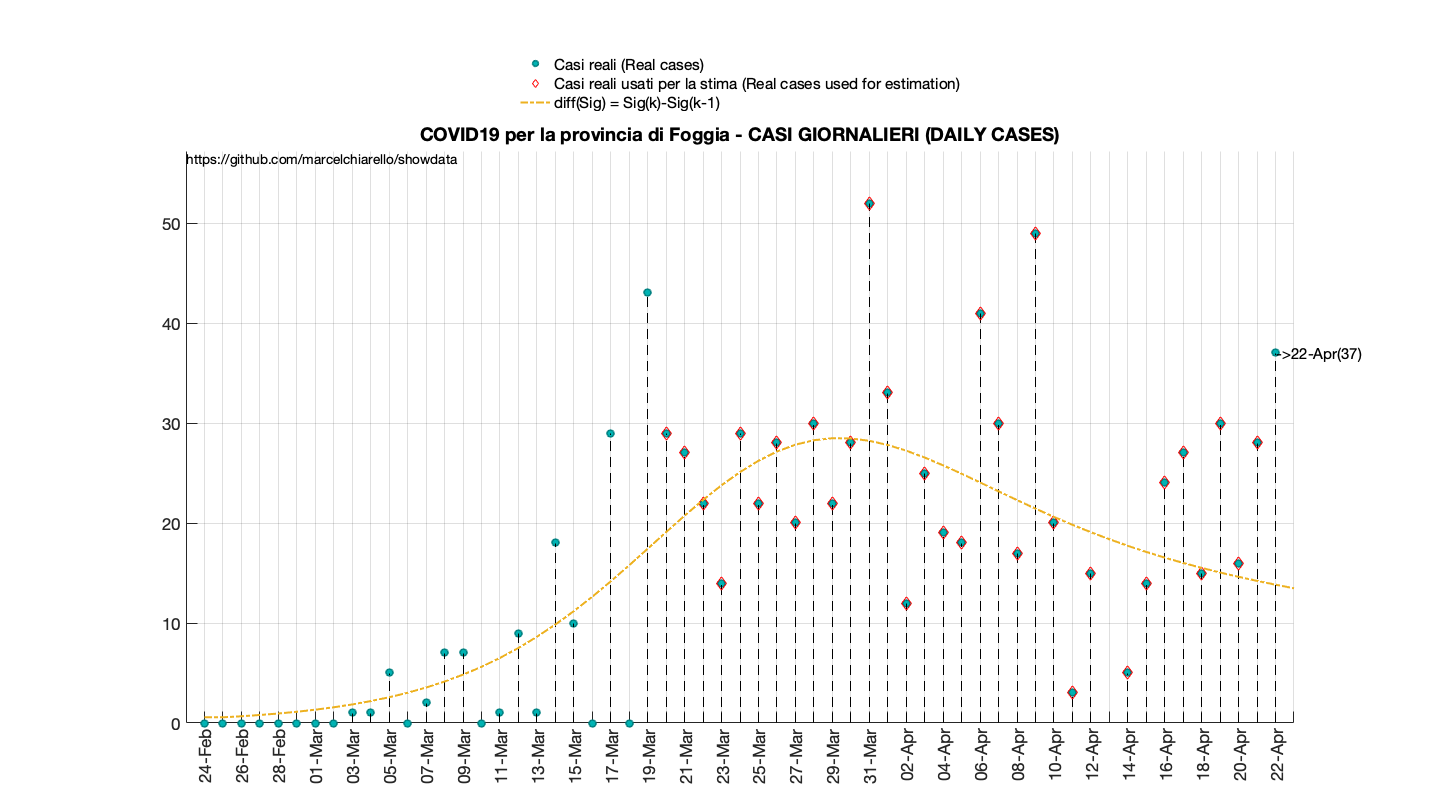 Casi reali (Real cases)
Casi reali usati per la stima (Real cases used for estimation)
diff(Sig) = Sig(k)-Sig(k-1)
COVID19 per la provincia di Foggia - CASI GIORNALIERI (DAILY CASES)
https://github.com/marcelchiarello/showdata
50
40
->22-Apr(37)
30
20
10
0
24-Feb
26-Feb
28-Feb
01-Mar
03-Mar
05-Mar
07-Mar
09-Mar
11-Mar
13-Mar
15-Mar
17-Mar
19-Mar
21-Mar
23-Mar
25-Mar
27-Mar
29-Mar
31-Mar
02-Apr
04-Apr
06-Apr
08-Apr
10-Apr
12-Apr
14-Apr
16-Apr
18-Apr
20-Apr
22-Apr